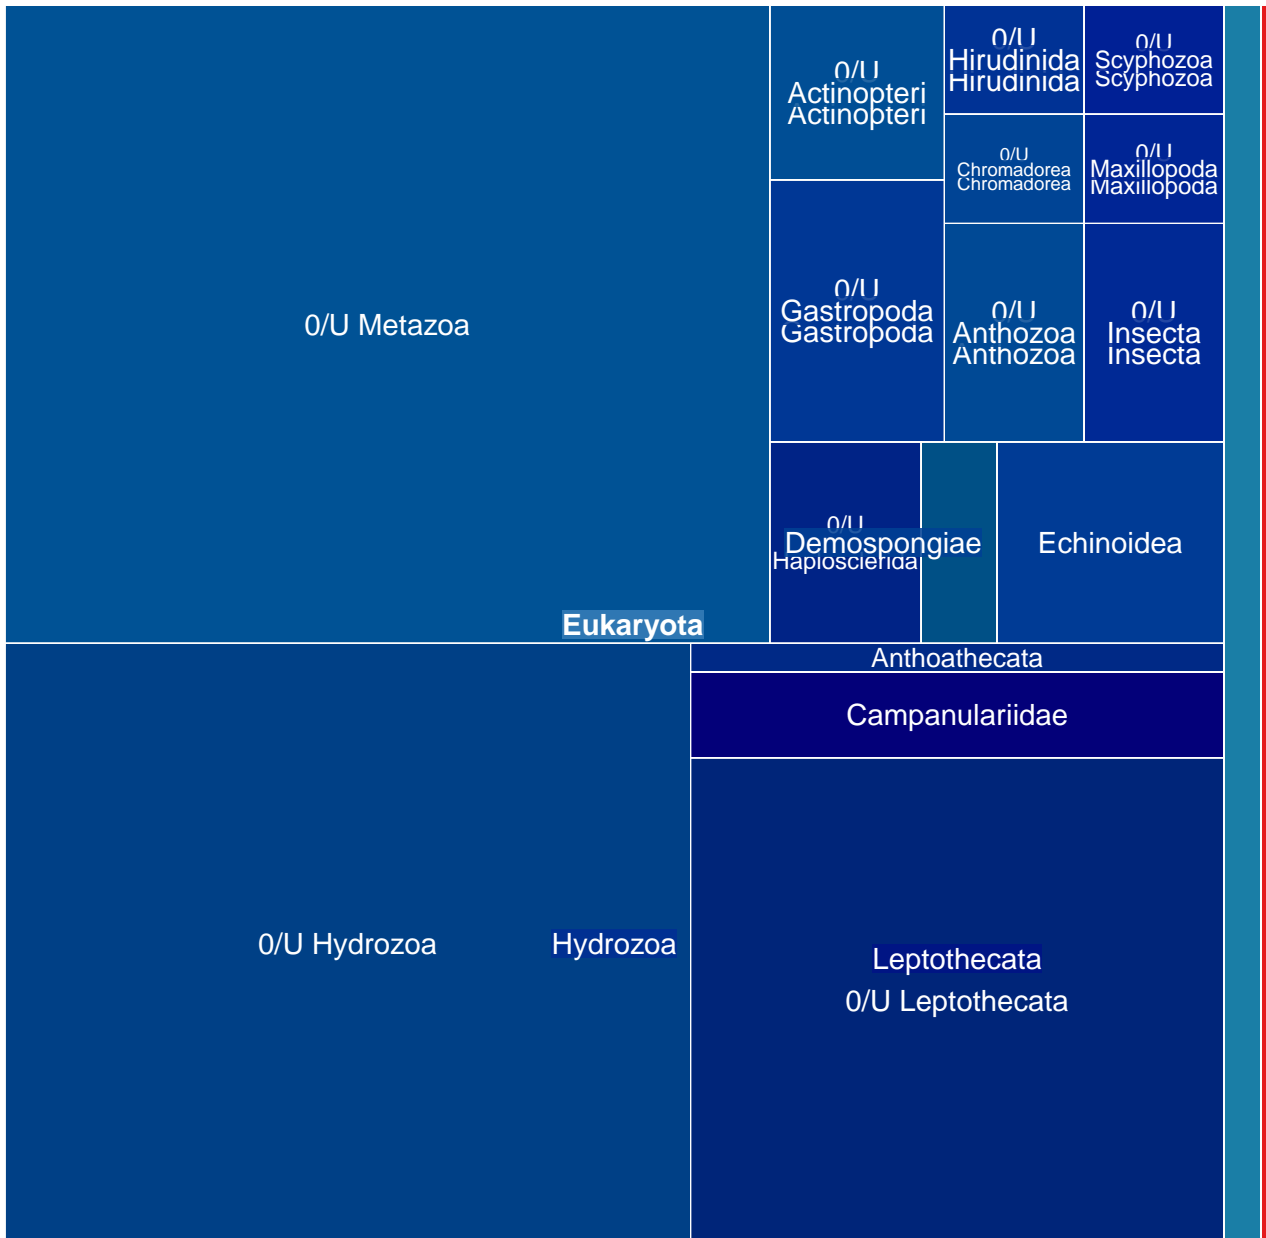 0/U
Actinopteri
Actinopteri
0/U
Hirudinida
Hirudinida
0/U
Scyphozoa
Scyphozoa
0/U
Chromadorea
Chromadorea
0/U
Maxillopoda
Maxillopoda
0/U Metazoa
0/U
Gastropoda
Gastropoda
0/U
Anthozoa
Anthozoa
0/U
Insecta
Insecta
0/U
Demospongiae
Haplosclerida
Echinoidea
Eukaryota
Anthoathecata
Campanulariidae
0/U Hydrozoa
Hydrozoa
Leptothecata
0/U Leptothecata